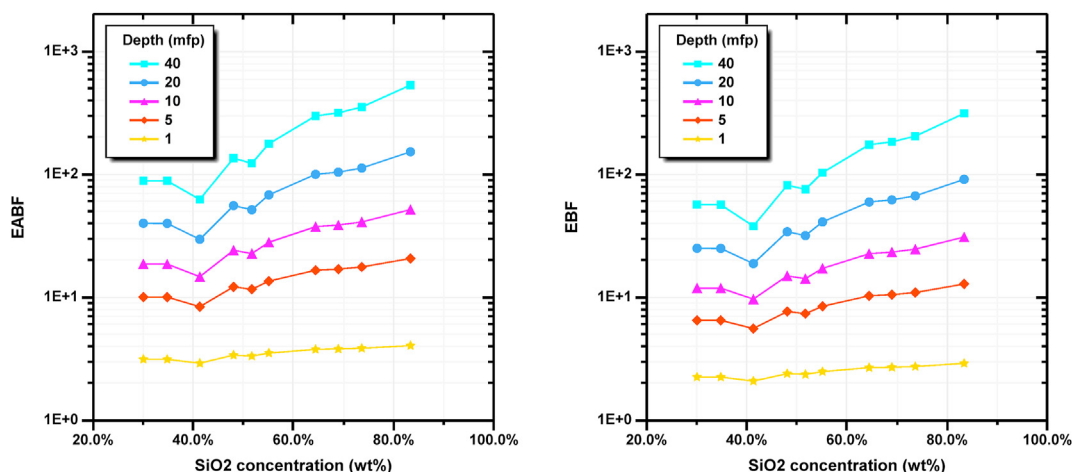 Depth (mfp)
40
20
10
5
1
1E+3
1E+2
1E+1
1E+0
EABF
20.0%
40.0%
60.0%
80.0%
100.0%
SiO2 concentration (wt%)
Depth (mfp)
40
20
10
5
1
1E+3
1E+2
1E+1
1E+0
EBF
20.0%
40.0%
60.0%
80.0%
100.0%
SiO2 concentration (wt%)